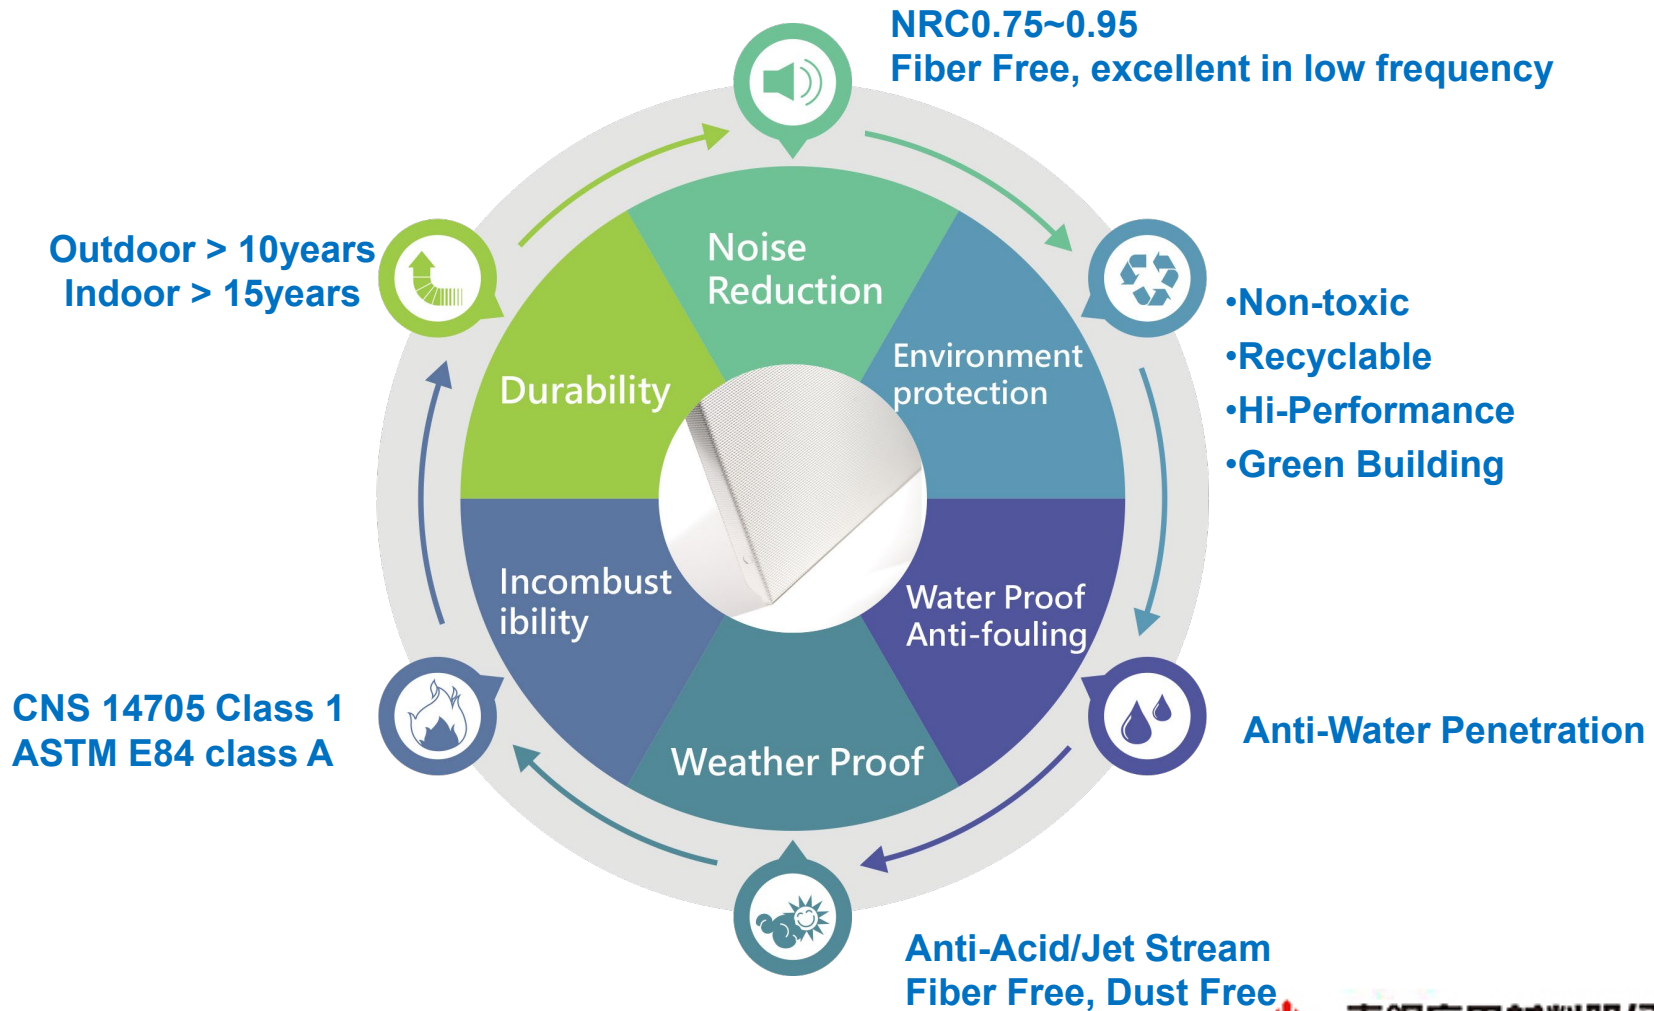 NRC0.75~0.95
Fiber Free, excellent in low frequency
Outdoor > 10years
Indoor > 15years
Noise
Reduction
•Non-toxic
•Recyclable
•Hi-Performance
•Green Building
Environment
protection
Durability
Incombust
ibility
Water Proof
Anti-fouling
CNS 14705 Class 1
ASTM E84 class A
Weather Proof
Anti-Water Penetration
Anti-Acid/Jet Stream
Fiber Free, Dust Free